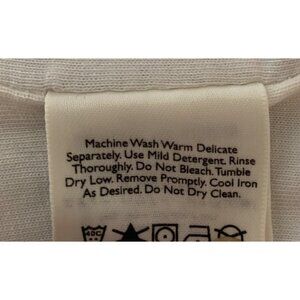 Machine Wash Warm Delicate
Separately. Use Mild Detergent. Rinse
Thoroughly. Do Not Bleach. Tumble
Dry Low. Remove Promptly. Cool Iron
As Desired. Do Not Dry Clean.
40C